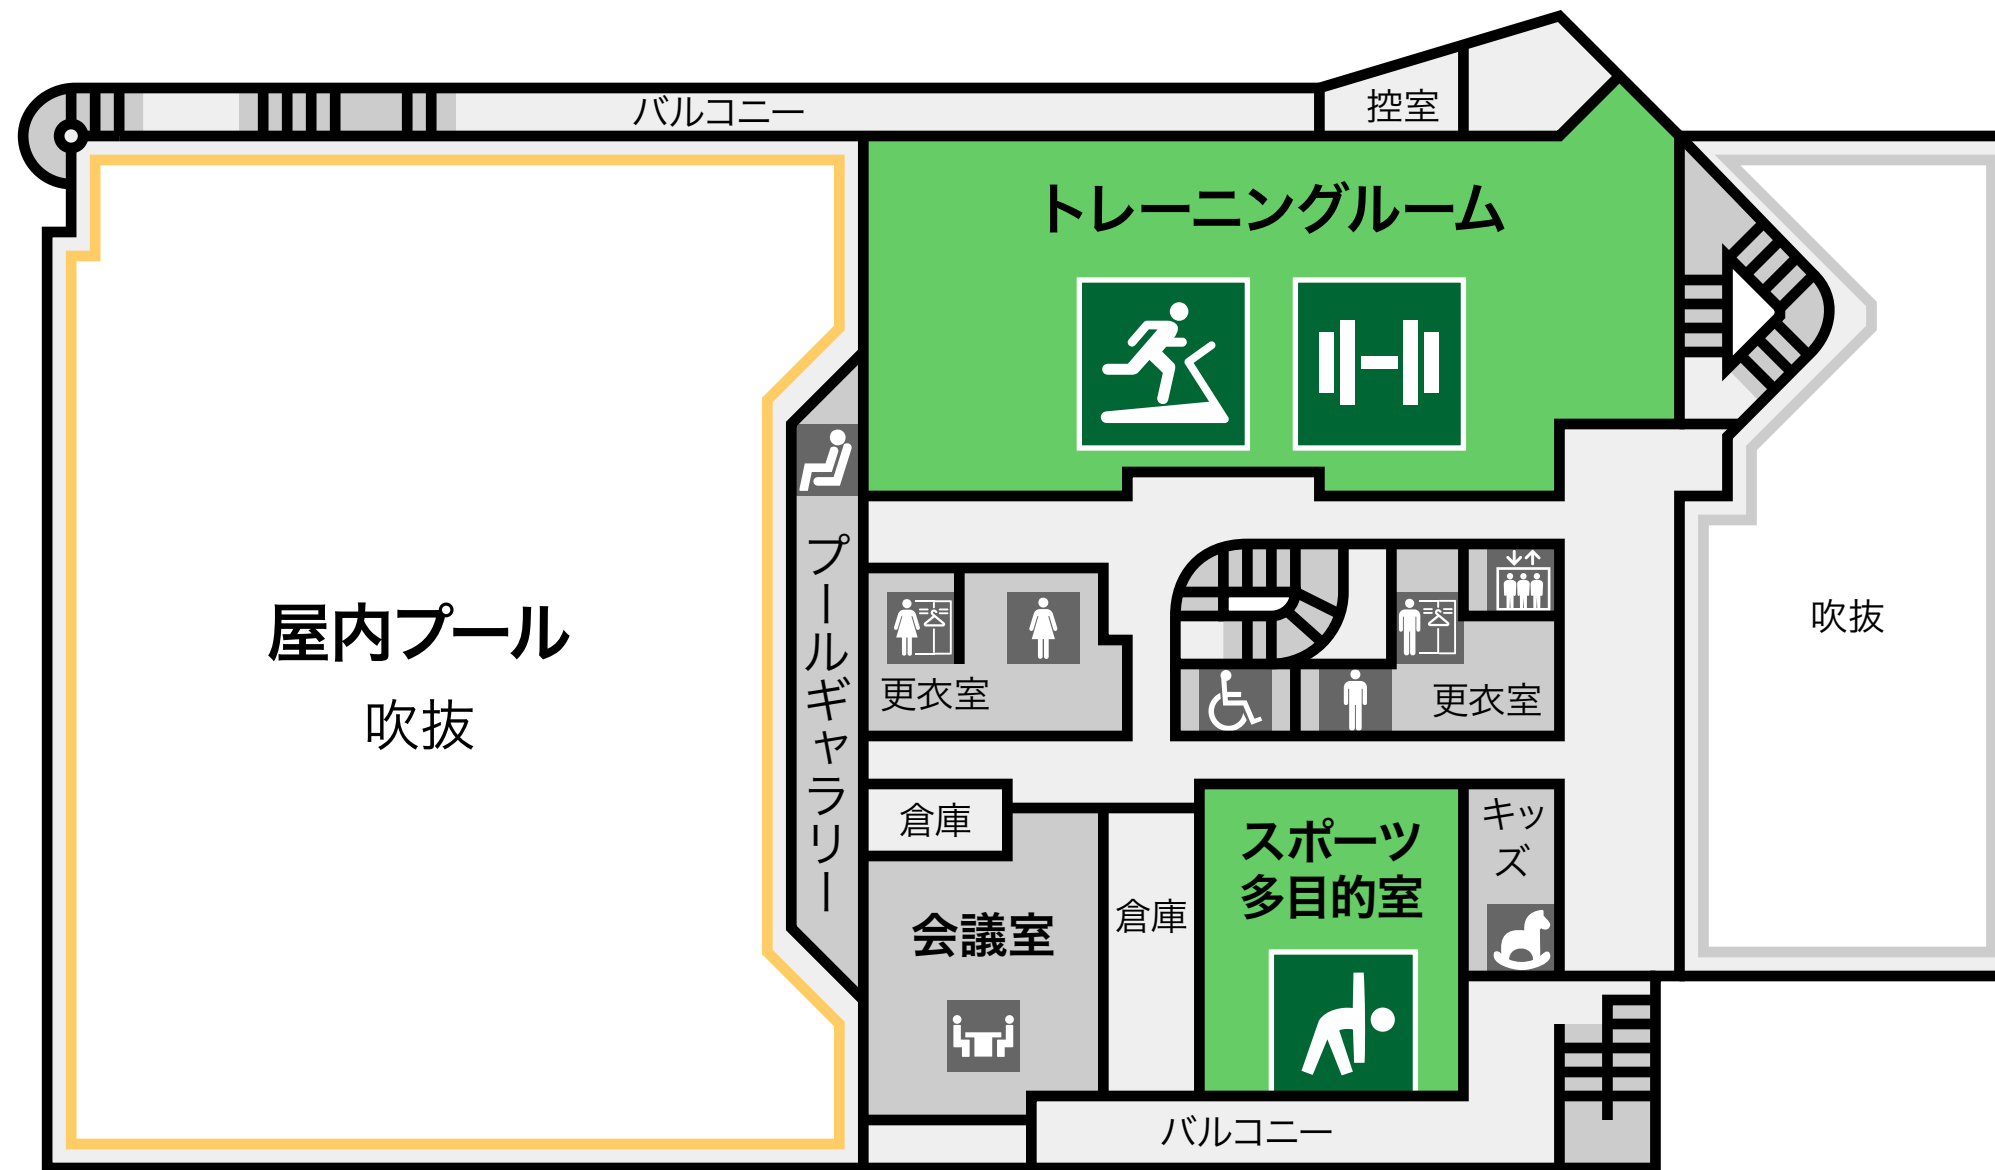 バルコニー
控室
トレーニングルーム
屋内プール
吹抜
プールギャラリー
更衣室
更衣室
吹抜
倉庫
会議室
倉庫
スポーツ
多目的室
キッ
ズ
バルコニー